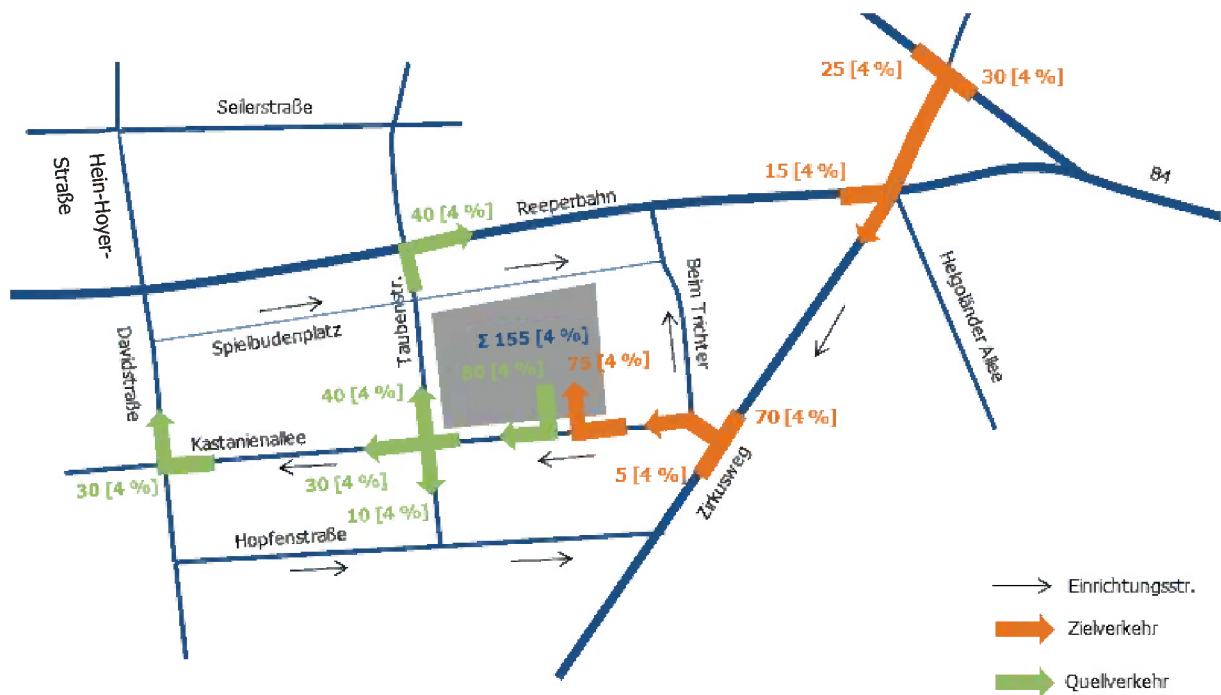 25 [4 %]
30 [4 %]
Seilerstraße
Hein-Hoyer-
Straße
15 [4 %]
B4
Reeperbahn
40 [4 %]
Helgoländer Allee
Beim Trichter
Taubenstr.
Spielbudenplatz
Davidstraße
Σ 155 [4 %]
75 [4 %]
80 [4 %]
40 [4 %]
70 [4 %]
Kastanienallee
5 [4 %]
Zirkusweg
30 [4 %]
30 [4 %]
10 [4 %]
Hopfenstraße
Einrichtungsstr.
Zielverkehr
Quellverkehr